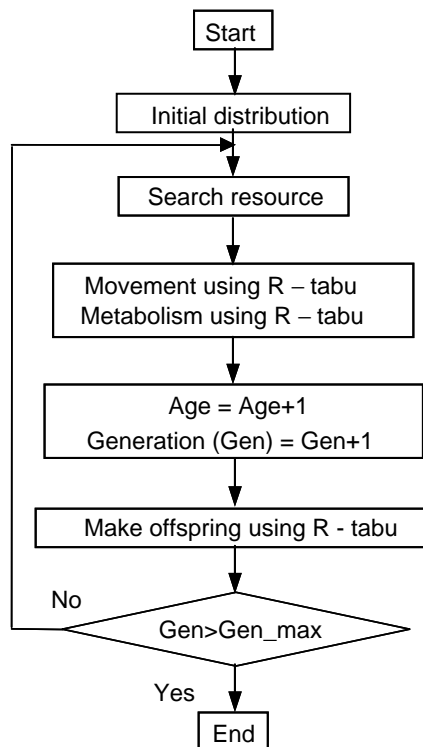 Start
Initial distribution
Search resource
Movement using R – tabu
Metabolism using R – tabu
Age = Age+1
Generation (Gen) = Gen+1
Make offspring using R - tabu
No
Gen>Gen_max
Yes
End